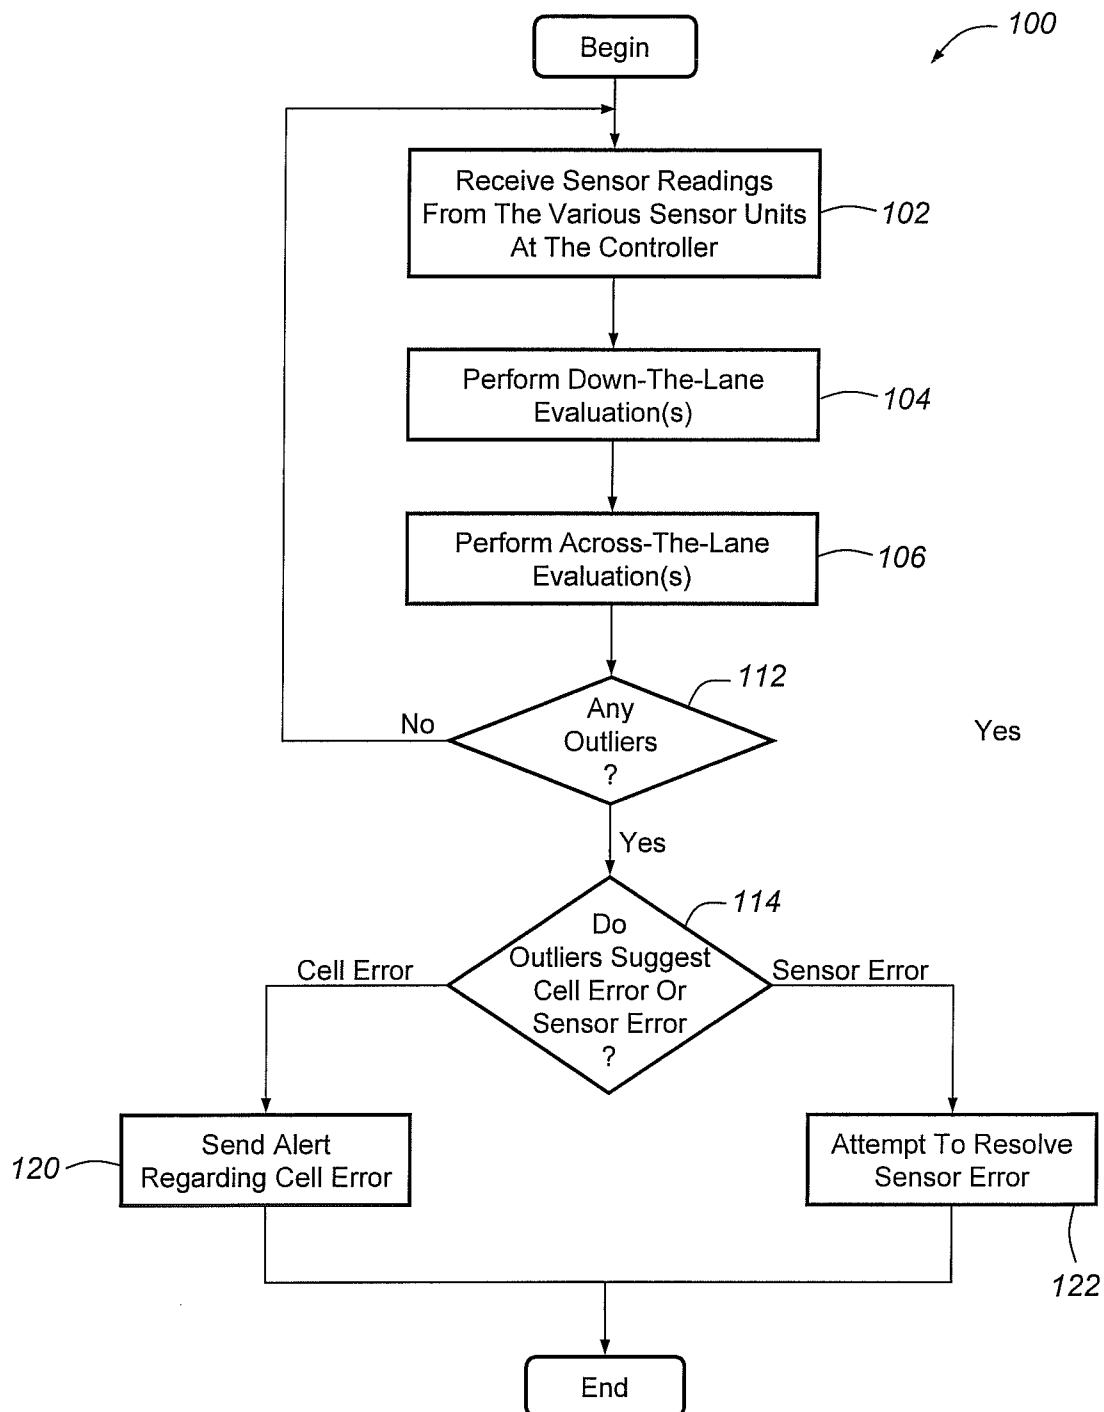 Begin
100
Receive Sensor Readings
From The Various Sensor Units
At The Controller
102
Perform Down-The-Lane
Evaluation(s)
104
Perform Across-The-Lane
Evaluation(s)
106
112
Any
Outliers
?
No
Yes
Yes
114
Do
Outliers Suggest
Cell Error Or
Sensor Error
?
Cell Error
Sensor Error
Send Alert
Regarding Cell Error
120
Attempt To Resolve
Sensor Error
122
End